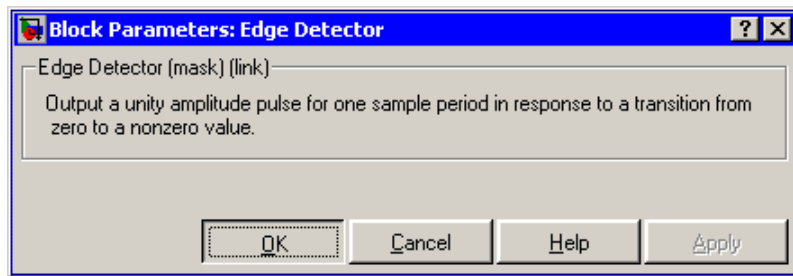 Block Parameters: Edge Detector
Edge Detector (mask) (link)
Output a unity amplitude pulse for one sample period in response to a transition from
zero to a nonzero value.
OK Cancel Help Apply